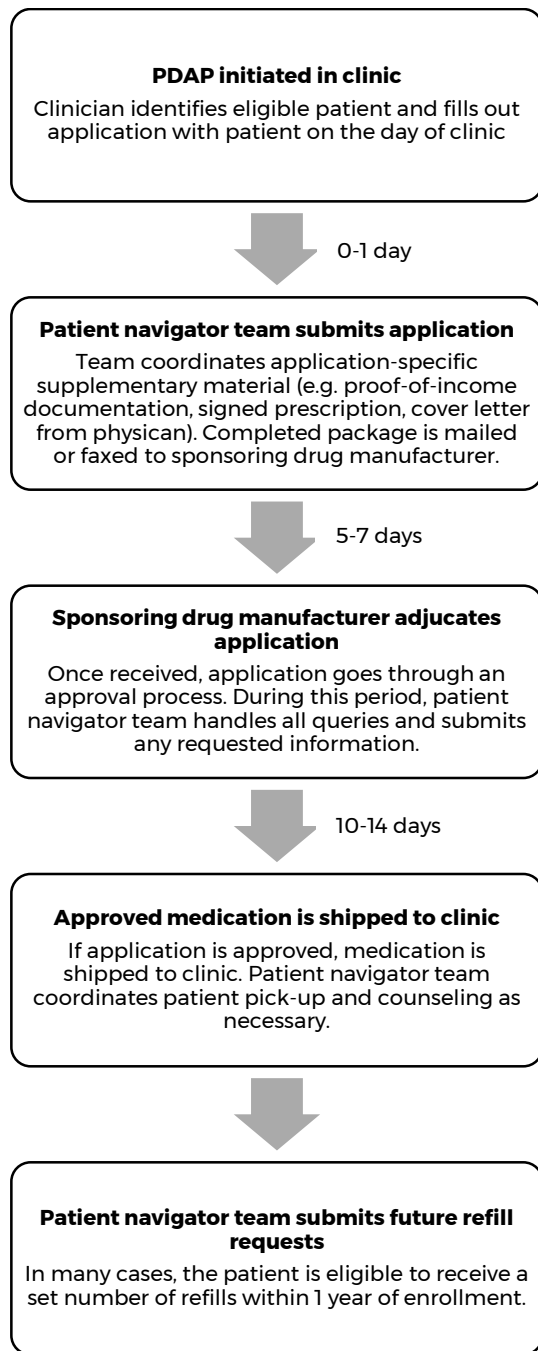 PDAP initiated in clinic
Clinician identifies eligible patient and fills out
application with patient on the day of clinic
0-1 day
Patient navigator team submits application
Team coordinates application-specific
supplementary material (e.g. proof-of-income
documentation, signed prescription, cover letter
from physican). Completed package is mailed
or faxed to sponsoring drug manufacturer.
5-7 days
Sponsoring drug manufacturer adjucates
application
Once received, application goes through an
approval process. During this period, patient
navigator team handles all queries and submits
any requested information.
10-14 days
Approved medication is shipped to clinic
If application is approved, medication is
shipped to clinic. Patient navigator team
coordinates patient pick-up and counseling as
necessary.
Patient navigator team submits future refill
requests
In many cases, the patient is eligible to receive a
set number of refills within 1 year of enrollment.